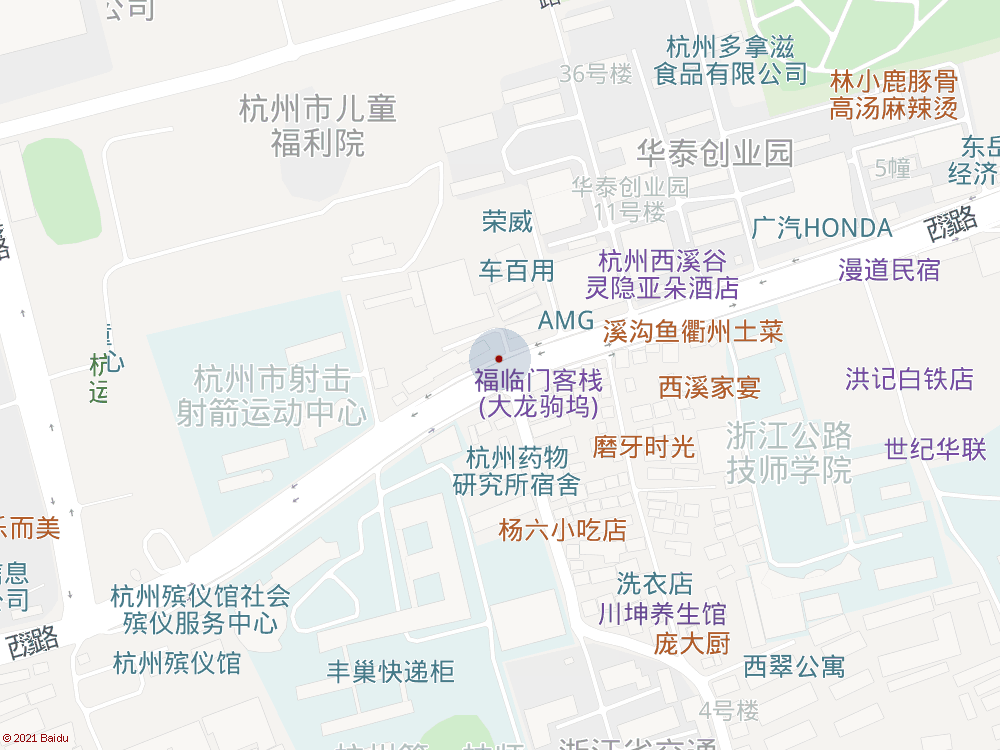 公司
路
杭州多拿滋
食品有限公司
36号楼
林小鹿豚骨
高汤麻辣烫
杭州市儿童
福利院
华泰创业园
5幢
东岳
经济
华泰创业园
11号楼
荣威
广汽HONDA
西溪路
车百用
杭州西溪谷
灵隐亚朵酒店
漫道民宿
AMG
溪沟鱼衢州土菜
杭州市射击
射箭运动中心
福临门客栈
(大龙驹坞)
西溪家宴
洪记白铁店
磨牙时光
浙江公路
技师学院
世纪华联
杭州药物
研究所宿舍
乐而美
杨六小吃店
信息
公司
杭州殡仪馆社会
殡仪服务中心
洗衣店
川坤养生馆
西溪路
杭州殡仪馆
丰巢快递柜
庞大厨
西翠公寓
4号楼
浙江省交通
© 2021 Baidu